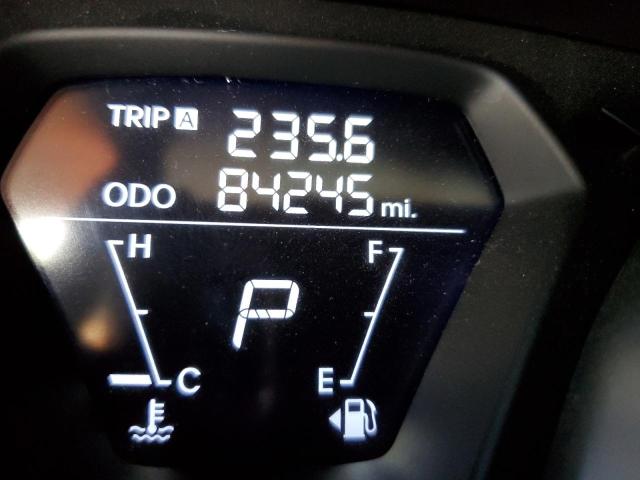 TRIP A 235.6
ODO 84245 mi.
H F
P
C E